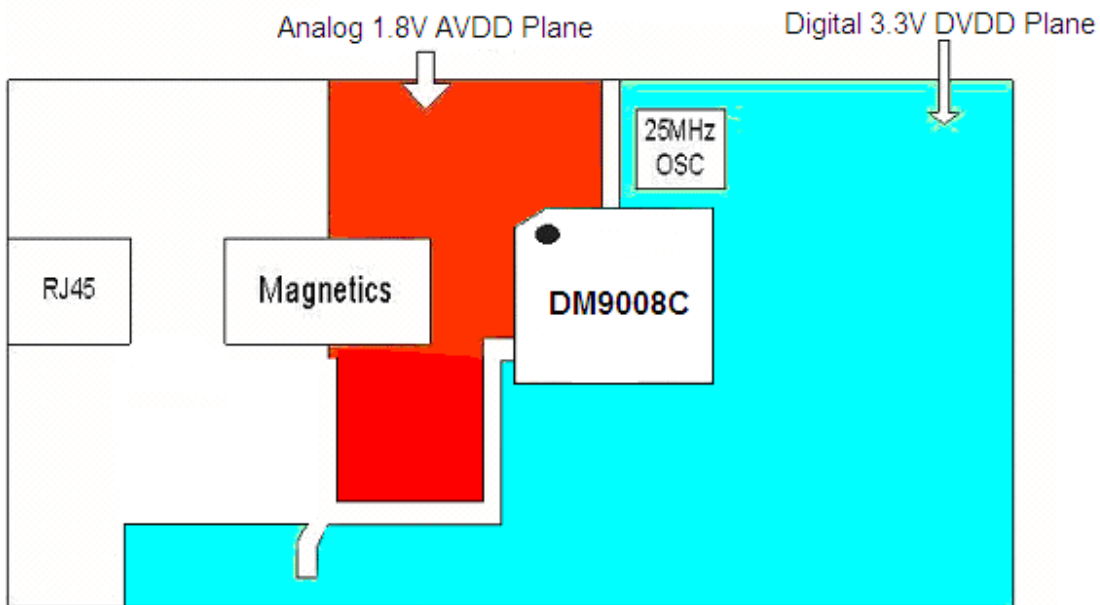 Analog 1.8V AVDD Plane
Digital 3.3V DVDD Plane
25MHz
OSC
RJ45
Magnetics
DM9008C